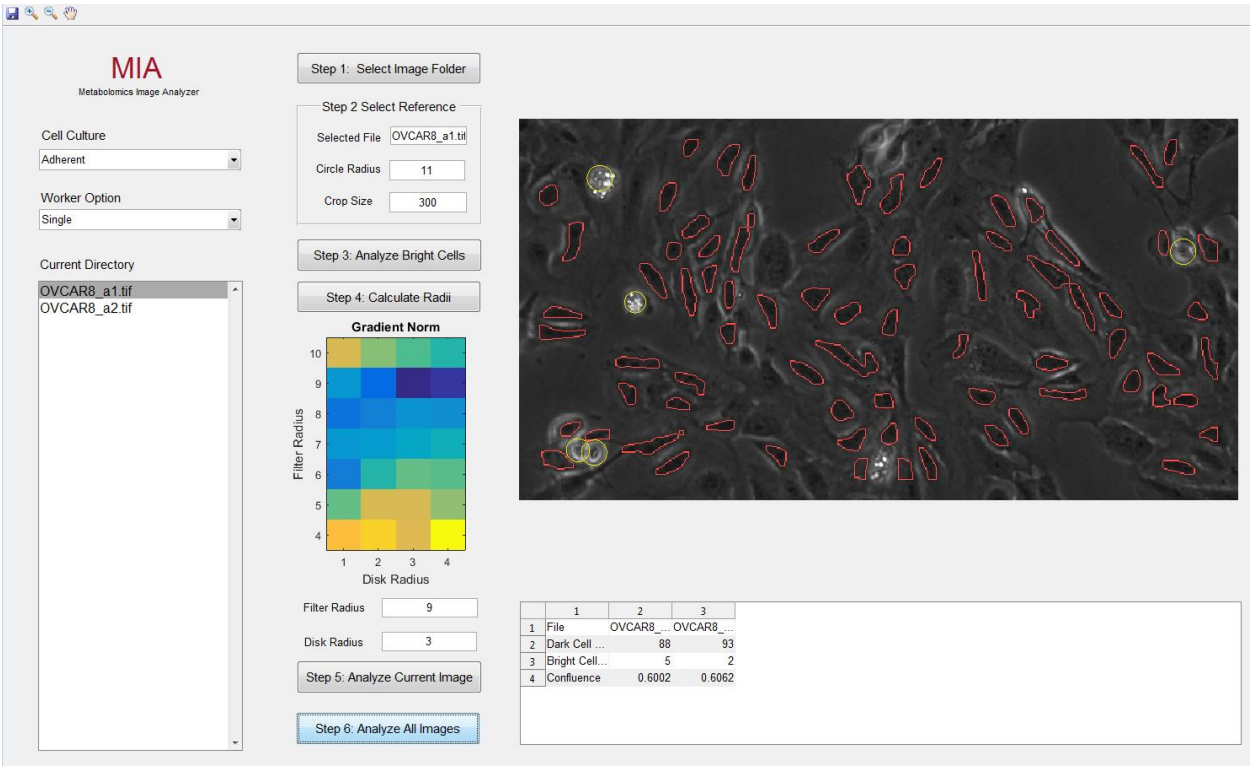 MIA
Metabolomics Image Analyzer
Cell Culture
Adherent
Worker Option
Single
Current Directory
OVCAR8_a1.tif
OVCAR8_a2.tif
Step 1: Select Image Folder
Step 2 Select Reference
Selected File OVCAR8_a1.tif
Circle Radius 11
Crop Size 300
Step 3: Analyze Bright Cells
Step 4: Calculate Radii
Gradient Norm
10
9
8
7
6
5
4
Filter Radius
1 2 3 4
Disk Radius
Filter Radius 9
Disk Radius 3
Step 5: Analyze Current Image
Step 6: Analyze All Images
1 2 3
1 File OVCAR8_... OVCAR8_...
2 Dark Cell ... 88 93
3 Bright Cell... 5 2
4 Confluence 0.6002 0.6062